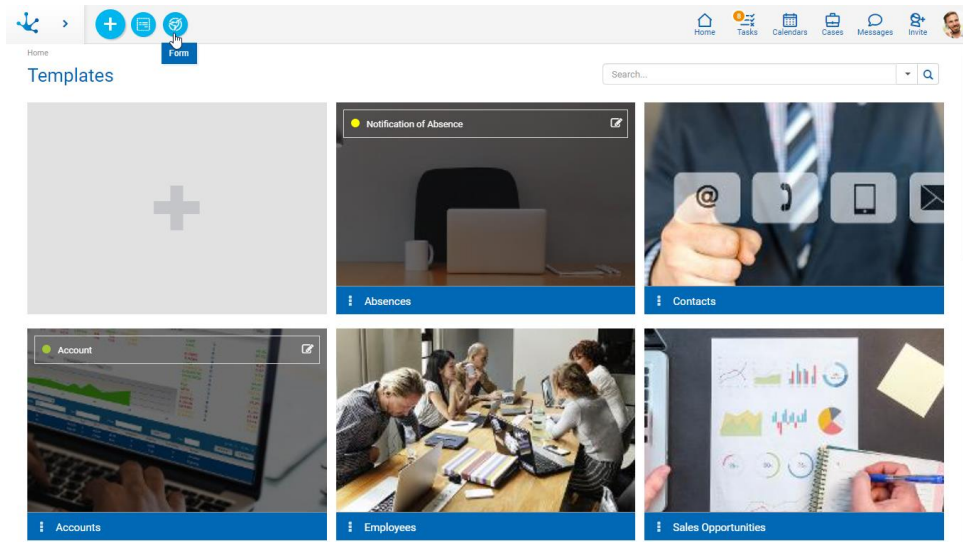 8
Home Tasks Calendars Cases Messages Invite
Home
Form
Templates
Search...
Notification of Absence
@
Absences
Contacts
Account
Accounts
Employees
Sales Opportunities